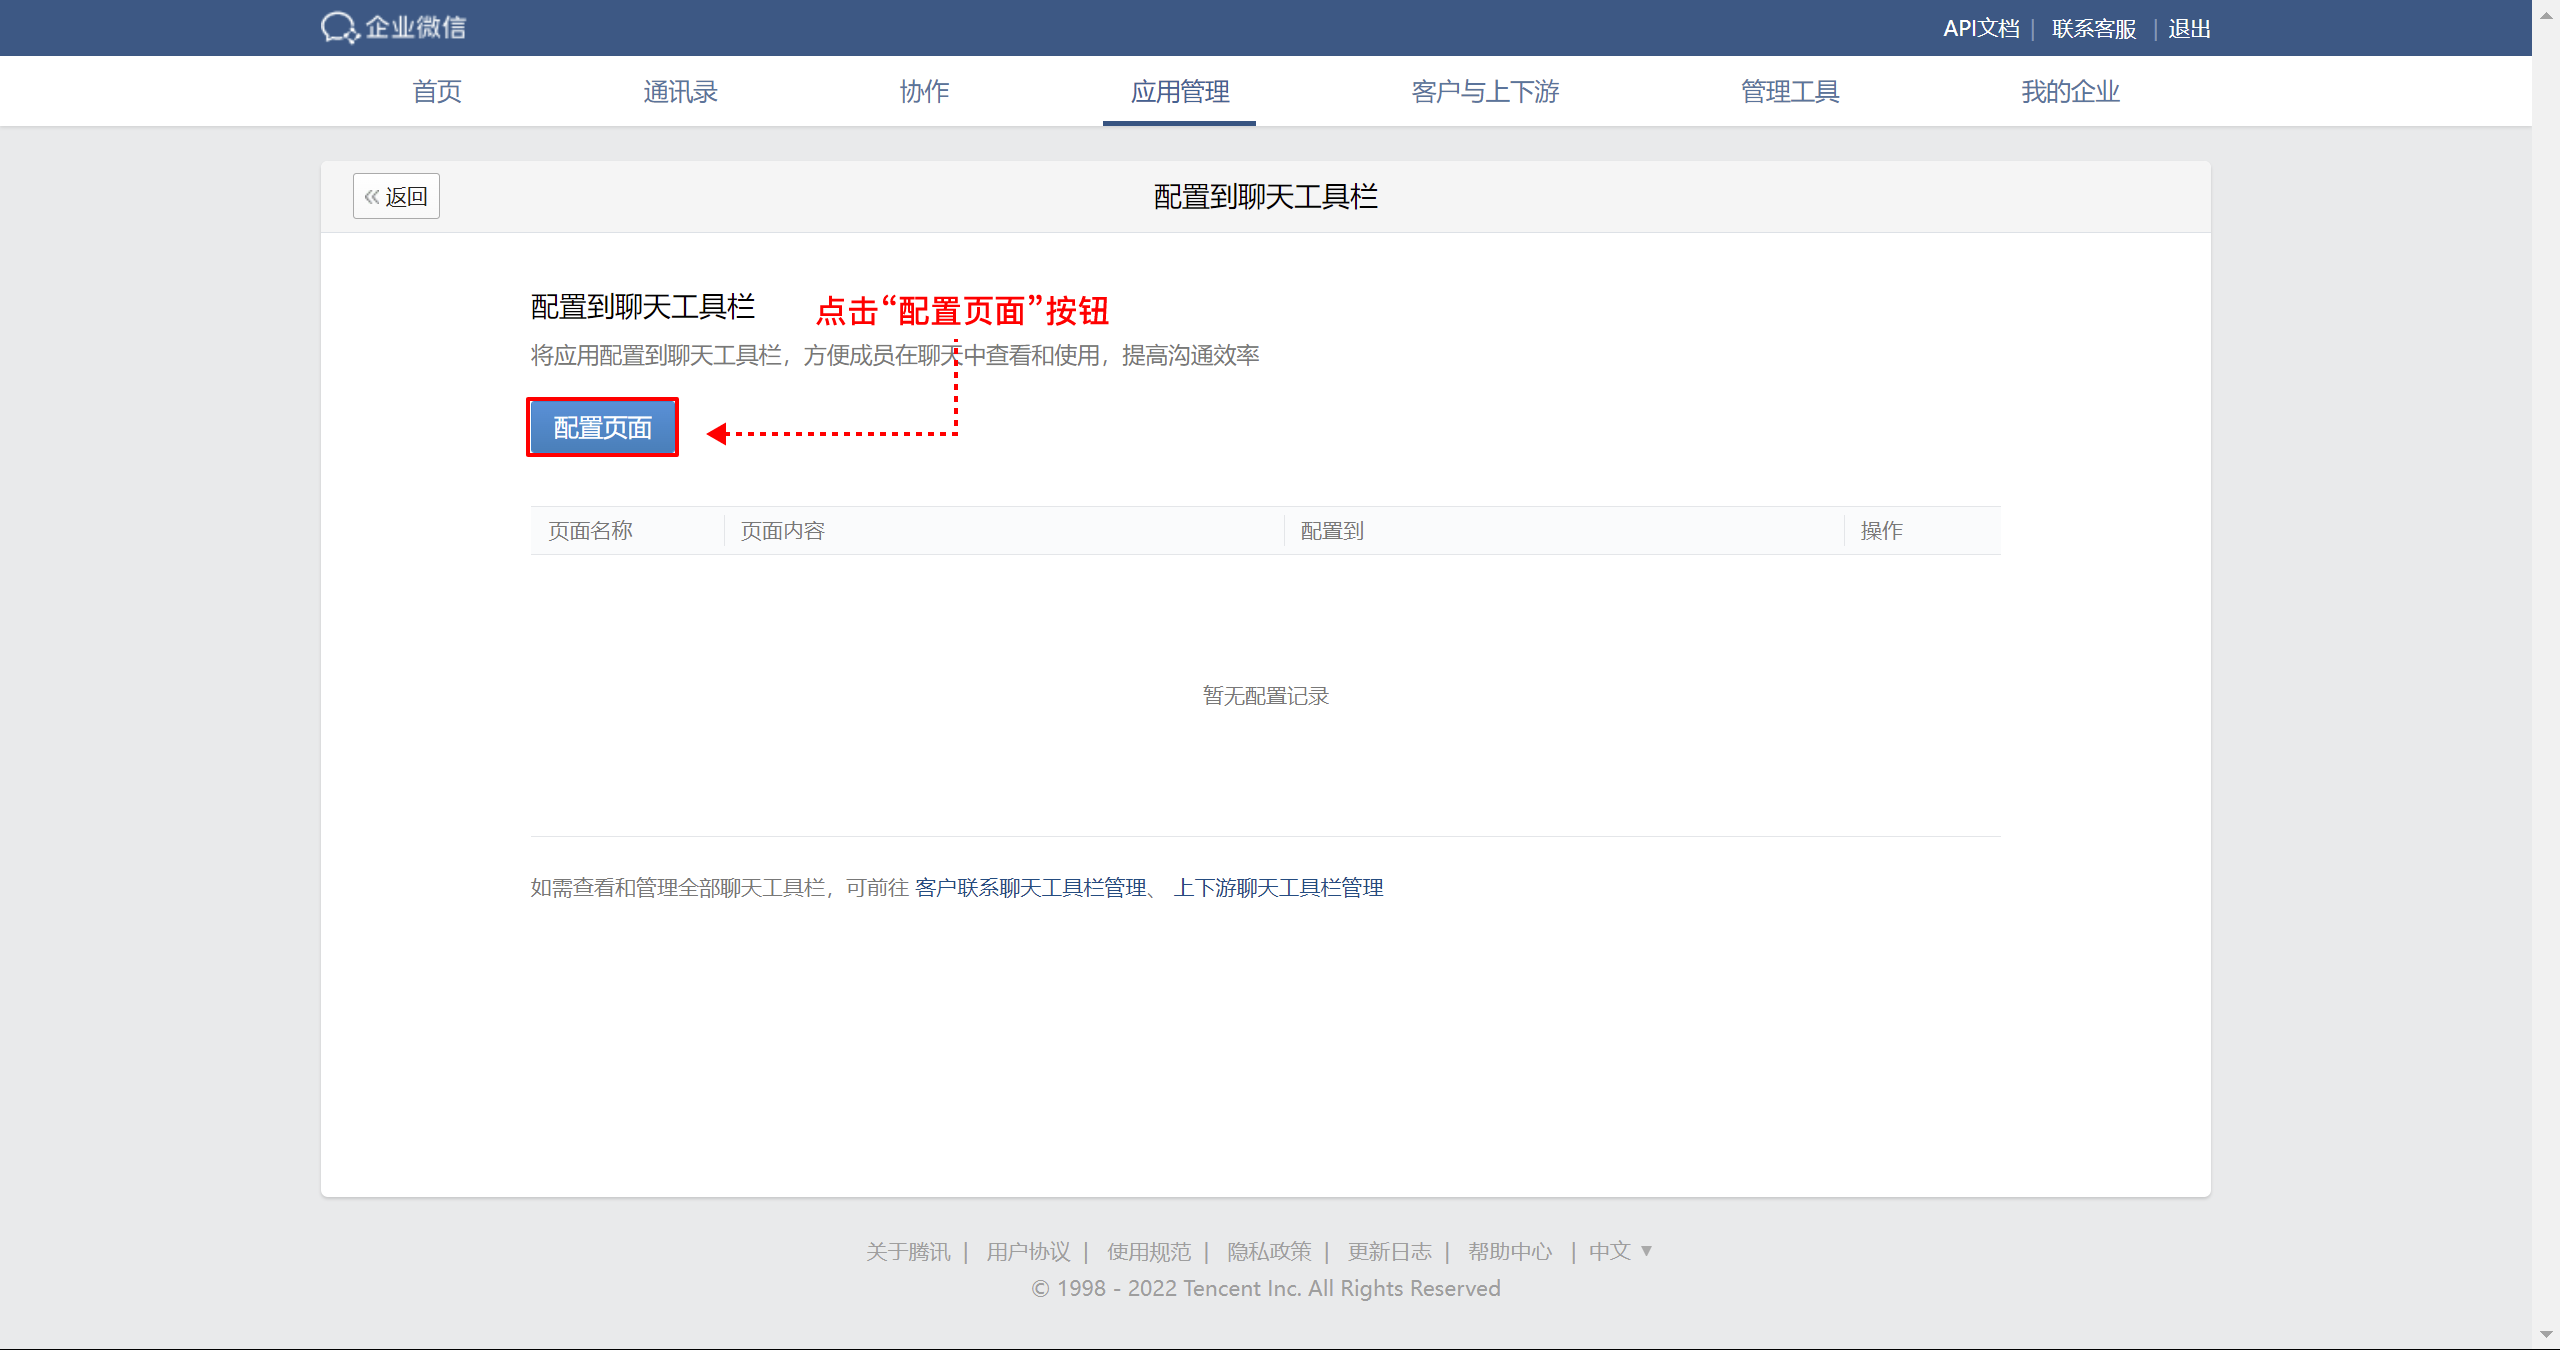 企业微信
API文档 | 联系客服 | 退出
首页 通讯录 协作 应用管理 客户与上下游 管理工具 我的企业
« 返回 配置到聊天工具栏
配置到聊天工具栏 点击“配置页面”按钮
将应用配置到聊天工具栏，方便成员在聊天中查看和使用，提高沟通效率
配置页面
页面名称 页面内容 配置到 操作
暂无配置记录
如需查看和管理全部聊天工具栏，可前往 客户联系聊天工具栏管理、 上下游聊天工具栏管理
关于腾讯 | 用户协议 | 使用规范 | 隐私政策 | 更新日志 | 帮助中心 | 中文 ▼
© 1998 - 2022 Tencent Inc. All Rights Reserved